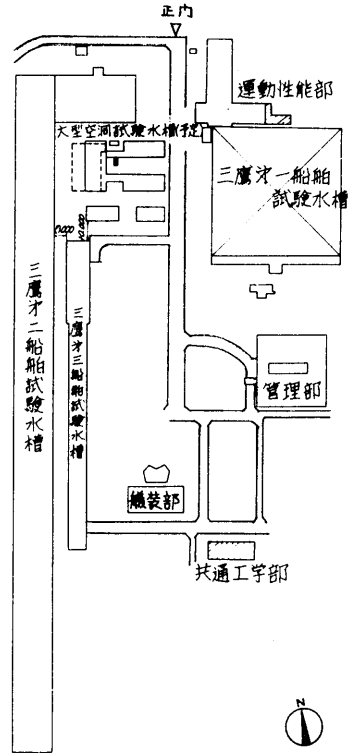 正门
運動性能部
大型空洞試験水槽(予定)
三鷹才一船舶
試験水槽
三鷹才二船舶試験水槽
三鷹才三船舶試験水槽
管理部
艤装部
共通工学部
N